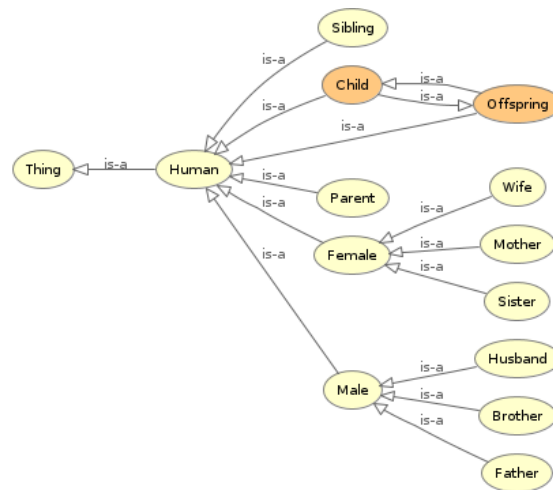 Sibling
is-a
Child
is-a
is-a
is-a
Offspring
is-a
Thing
is-a
Human
is-a
Parent
is-a
Wife
is-a
Female
is-a
Mother
is-a
Sister
is-a
Male
is-a
Husband
is-a
Brother
is-a
Father